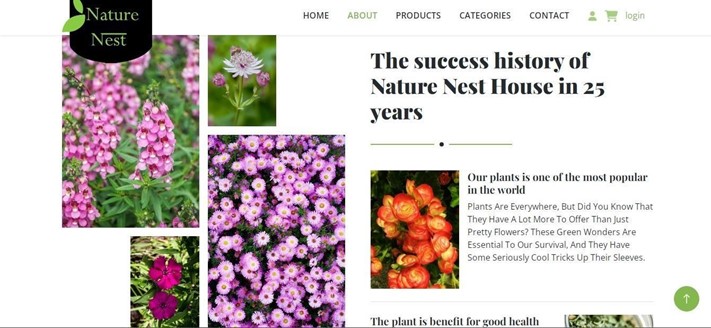 Nature
Nest
HOME ABOUT PRODUCTS CATEGORIES CONTACT login
The success history of
Nature Nest House in 25
years
Our plants is one of the most popular
in the world
Plants Are Everywhere, But Did You Know That
They Have A Lot More To Offer Than Just
Pretty Flowers? These Green Wonders Are
Essential To Our Survival, And They Have
Some Seriously Cool Tricks Up Their Sleeves.
The plant is benefit for good health